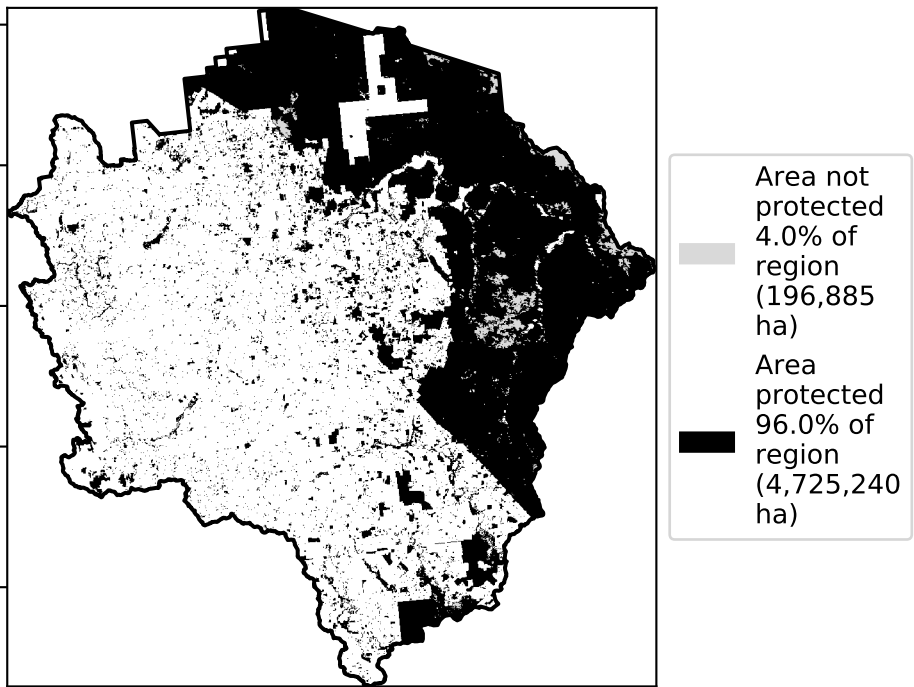 Area not
protected
4.0% of
region
(196,885
ha)
Area
protected
96.0% of
region
(4,725,240
ha)